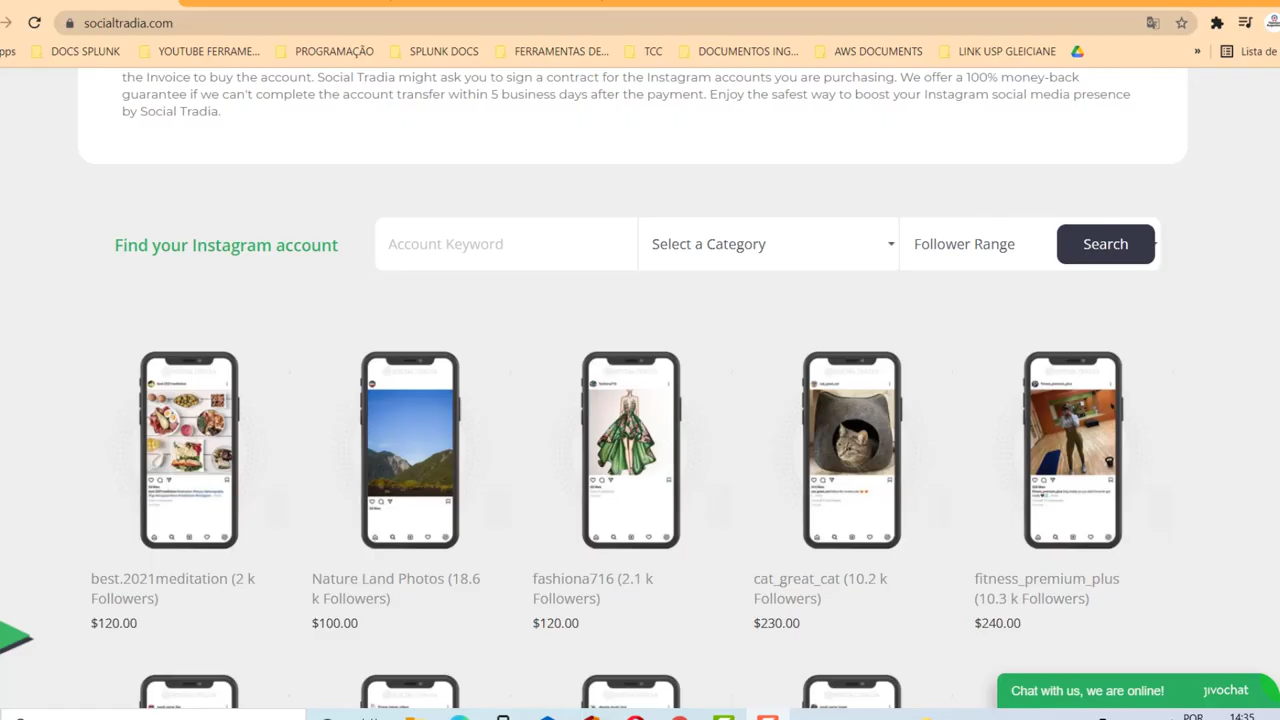 socialtradia.com
pps
DOCS SPLUNK
YOUTUBE FERRAME...
PROGRAMAÇÃO
SPLUNK DOCS
FERRAMENTAS DE...
TCC
DOCUMENTOS ING...
AWS DOCUMENTS
LINK USP GLEICIANE
»
Lista de
the Invoice to buy the account. Social Tradia might ask you to sign a contract for the Instagram accounts you are purchasing. We offer a 100% money-back
guarantee if we can't complete the account transfer within 5 business days after the payment. Enjoy the safest way to boost your Instagram social media presence
by Social Tradia.
Find your Instagram account
Account Keyword
Select a Category
Follower Range
Search
best.2021meditation (2 k
Followers)
$120.00
Nature Land Photos (18.6
k Followers)
$100.00
fashiona716 (2.1 k
Followers)
$120.00
cat_great_cat (10.2 k
Followers)
$230.00
fitness_premium_plus
(10.3 k Followers)
$240.00
Chat with us, we are online!
jivochat
POR
14:35